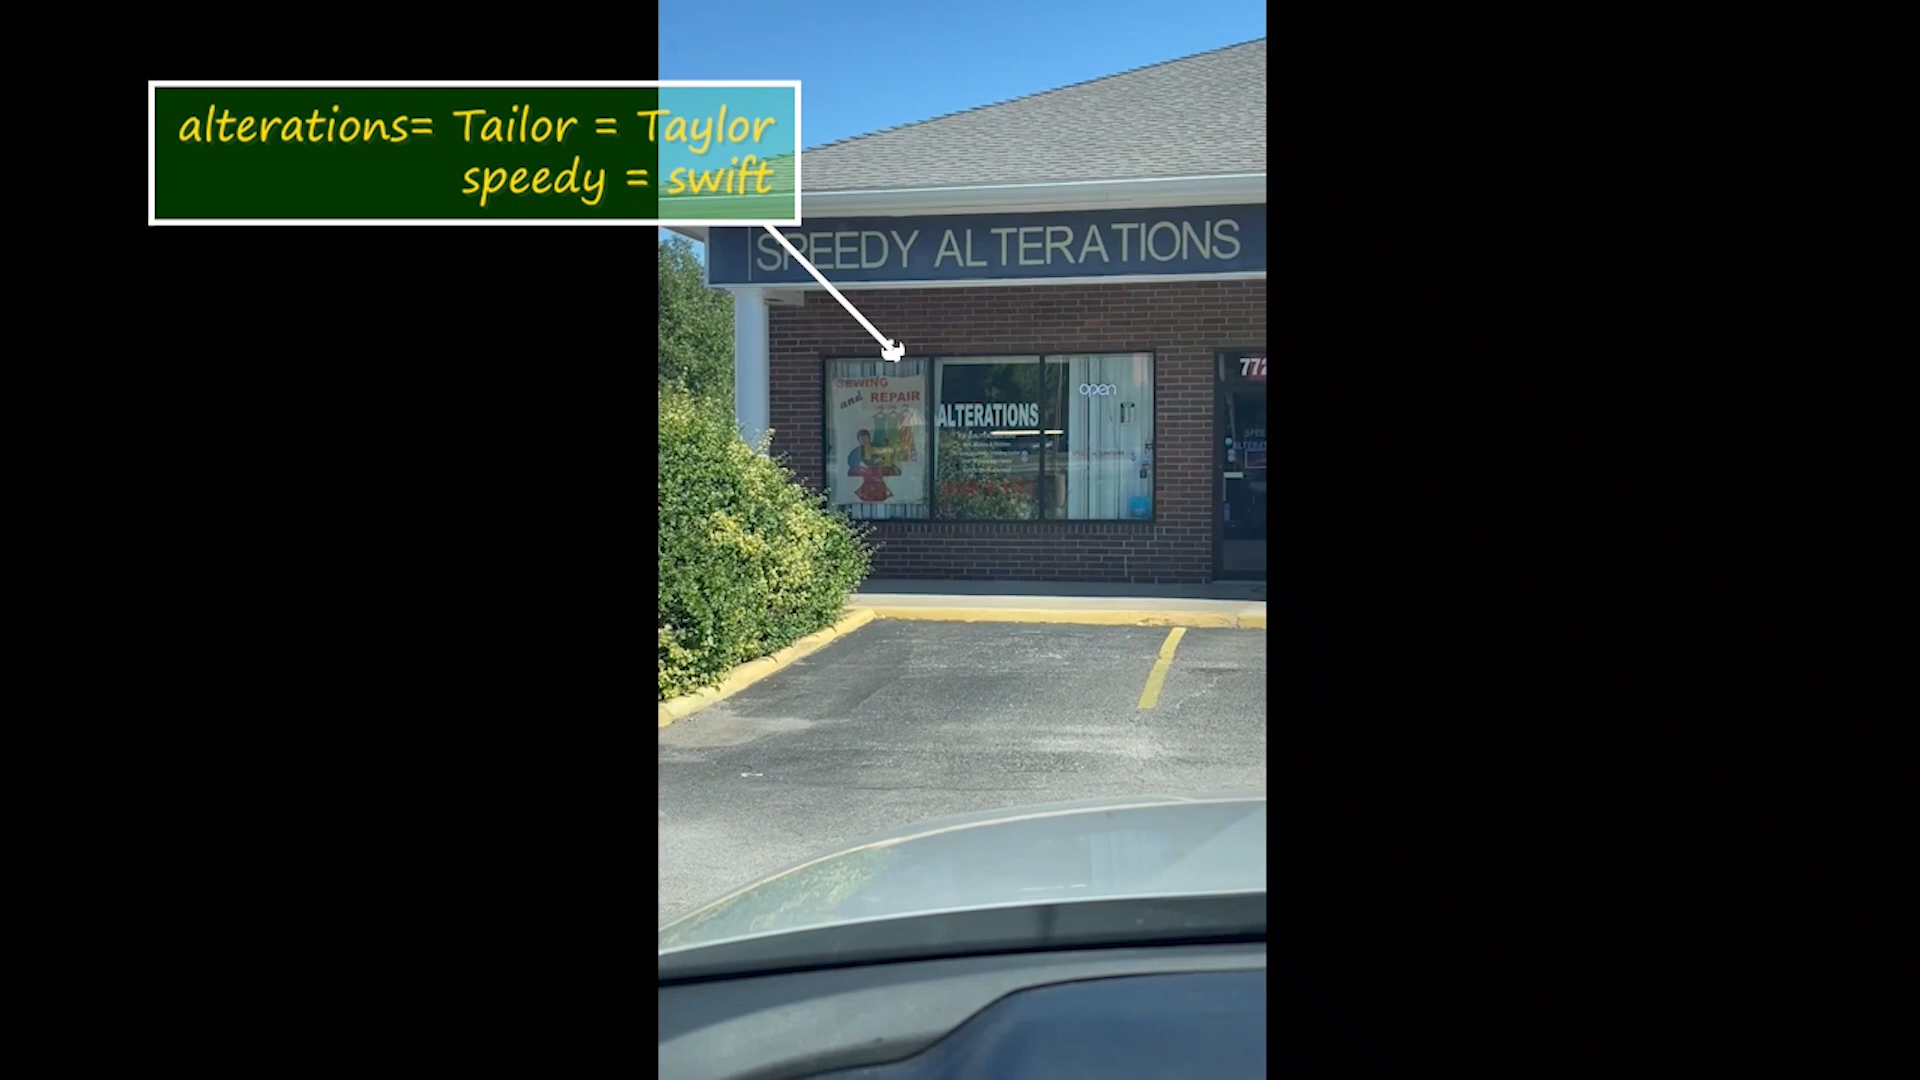 alterations= Tailor = Taylor
speedy = swift
SPEEDY ALTERATIONS
SEWING
and REPAIR
ALTERATIONS
open
772